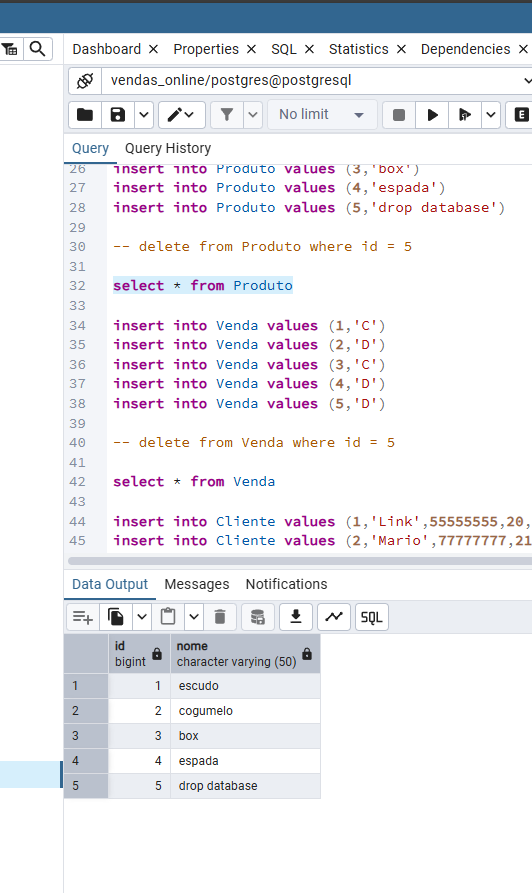 Dashboard × Properties × SQL × Statistics × Dependencies ×
vendas_online/postgres@postgresql
No limit
E
Query Query History
26 insert into Produto values (3,'box')
27 insert into Produto values (4,'espada')
28 insert into Produto values (5,'drop database')
29
30 -- delete from Produto where id = 5
31
32 select * from Produto
33
34 insert into Venda values (1,'C')
35 insert into Venda values (2,'D')
36 insert into Venda values (3,'C')
37 insert into Venda values (4,'D')
38 insert into Venda values (5,'D')
39
40 -- delete from Venda where id = 5
41
42 select * from Venda
43
44 insert into Cliente values (1,'Link',55555555,20,
45 insert into Cliente values (2,'Mario',77777777,21
Data Output Messages Notifications
SQL
id nome
bigint character varying (50)
1 1 escudo
2 2 cogumelo
3 3 box
4 4 espada
5 5 drop database